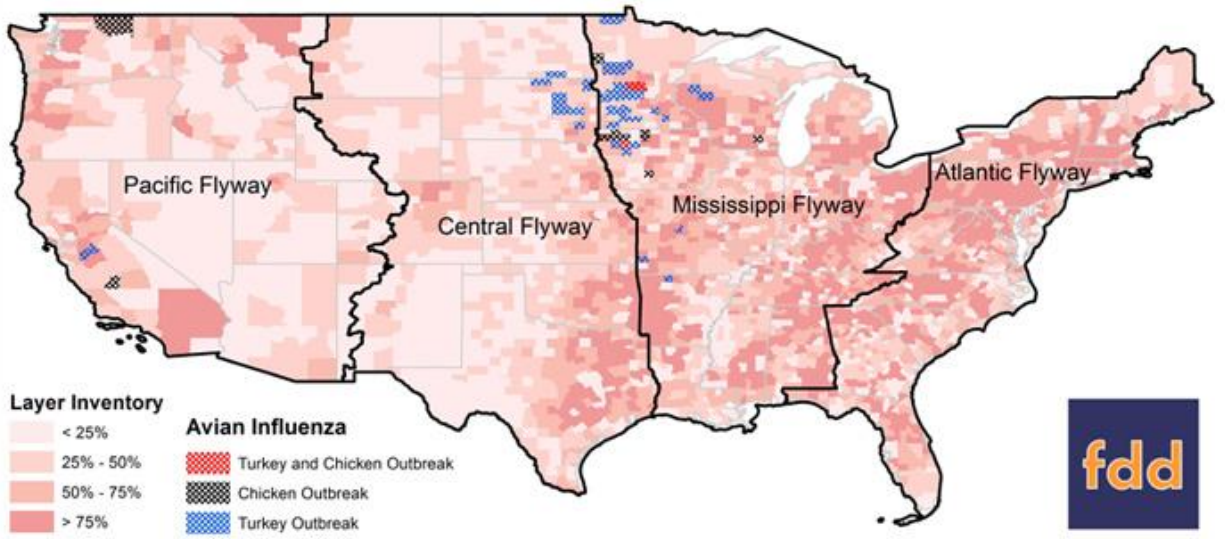 Pacific Flyway
Central Flyway
Mississippi Flyway
Atlantic Flyway
Layer Inventory
< 25%
25% - 50%
50% - 75%
> 75%
Avian Influenza
Turkey and Chicken Outbreak
Chicken Outbreak
Turkey Outbreak
fdd